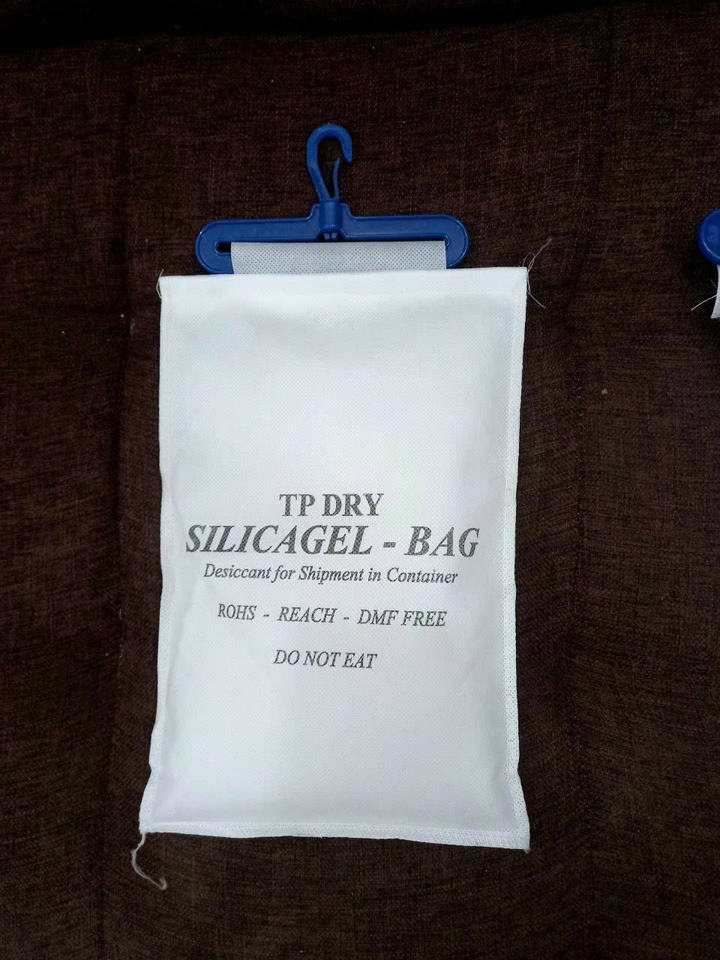 TP DRY
SILICAGEL - BAG
Desiccant for Shipment in Container
ROHS - REACH - DMF FREE
DO NOT EAT